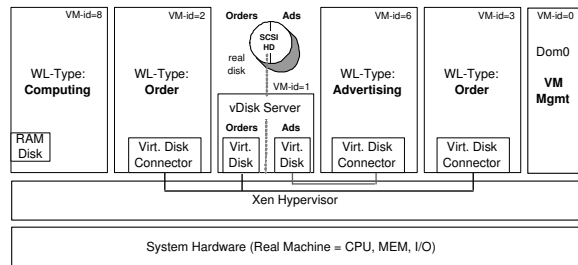 VM-id=8
WL-Type:
Computing
RAM
Disk
VM-id=2
WL-Type:
Order
Virt. Disk
Connector
Orders Ads
SCSI
HD
real
disk
VM-id=1
vDisk Server
Orders Ads
Virt.
Disk
Virt.
Disk
VM-id=6
WL-Type:
Advertising
Virt. Disk
Connector
VM-id=3
WL-Type:
Order
Virt. Disk
Connector
VM-id=0
Dom0
VM
Mgmt
Xen Hypervisor
System Hardware (Real Machine = CPU, MEM, I/O)